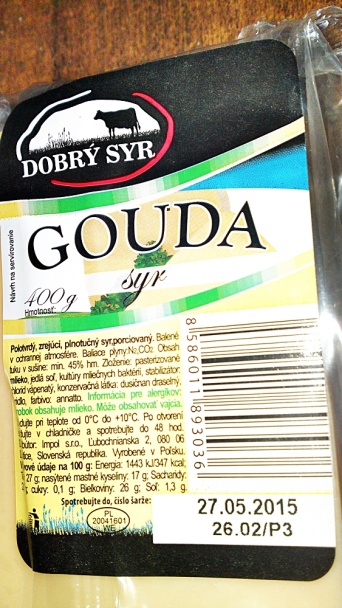 DOBRÝ SYR
GOUDA
syr
Návrh na servírovanie
400 g
Hmotnosť:
Polotvrdý, zrejúci, plnotučný syr,porciovaný. Balené
v ochrannej atmosfére. Baliace plyny:N₂,CO₂ Obsah
tuku v sušine: min. 45% hm. Zloženie: pasterizované
mlieko, jedlá soľ, kultúry mliečnych baktérií, stabilizátor:
chlorid vápenatý, konzervačná látka: dusičnan draselný,
farbivo: annatto. Informácia pre alergikov:
obsahuje mlieko. Môže obsahovať vajcia.
pri teplote od 0°C do +10°C. Po otvorení
v chladničke a spotrebujte do 48 hod.
Impol s.r.o., Ľubochnianska 2, 080 06
Slovenská republika. Vyrobené v Poľsku.
údaje na 100 g: Energia: 1443 kJ/347 kcal;
27 g; nasýtené mastné kyseliny: 17 g; Sacharidy:
cukry: 0,1 g; Bielkoviny: 26 g; Soľ: 1,3 g.
Spotrebujte do, číslo šarže:
PL
20041601
WE
8586011893036
27.05.2015
26.02/P3